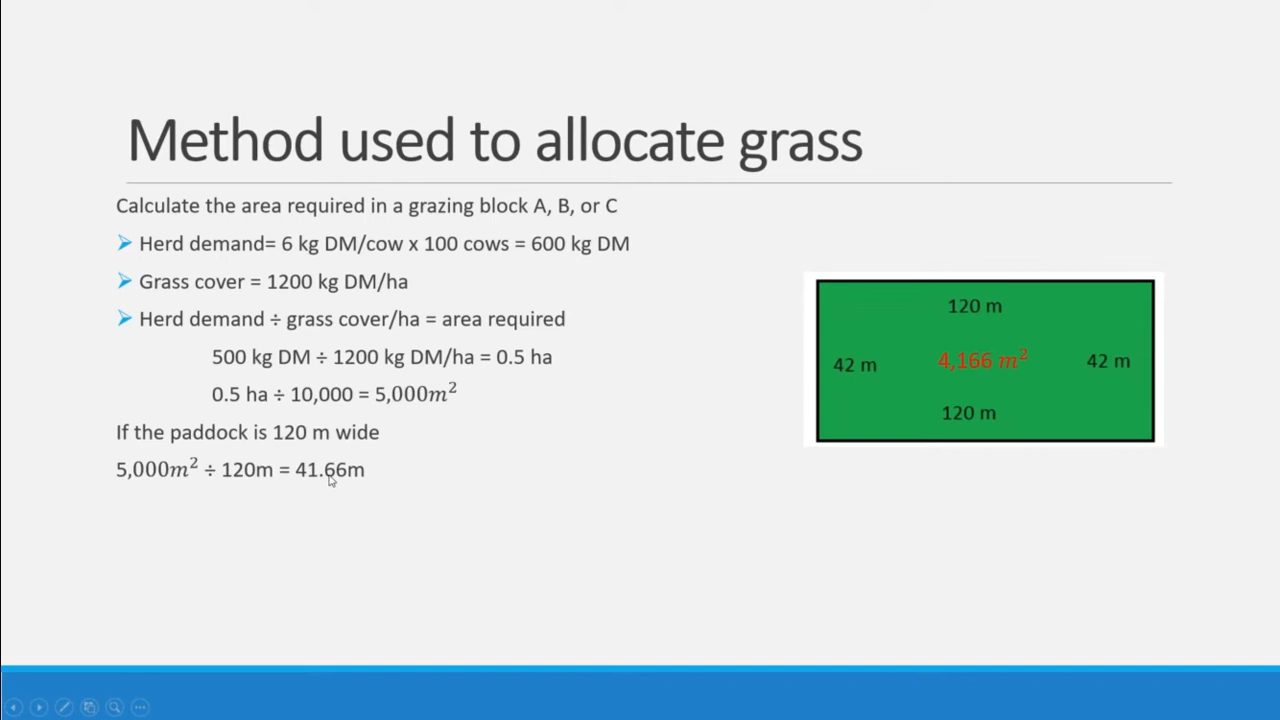 Method used to allocate grass
Calculate the area required in a grazing block A, B, or C
Herd demand= 6 kg DM/cow x 100 cows = 600 kg DM
Grass cover = 1200 kg DM/ha
Herd demand ÷ grass cover/ha = area required
500 kg DM ÷ 1200 kg DM/ha = 0.5 ha
0.5 ha ÷ 10,000 = 5,000m²
If the paddock is 120 m wide
5,000m² ÷ 120m = 41.66m
120 m
42 m
4,166 m²
42 m
120 m